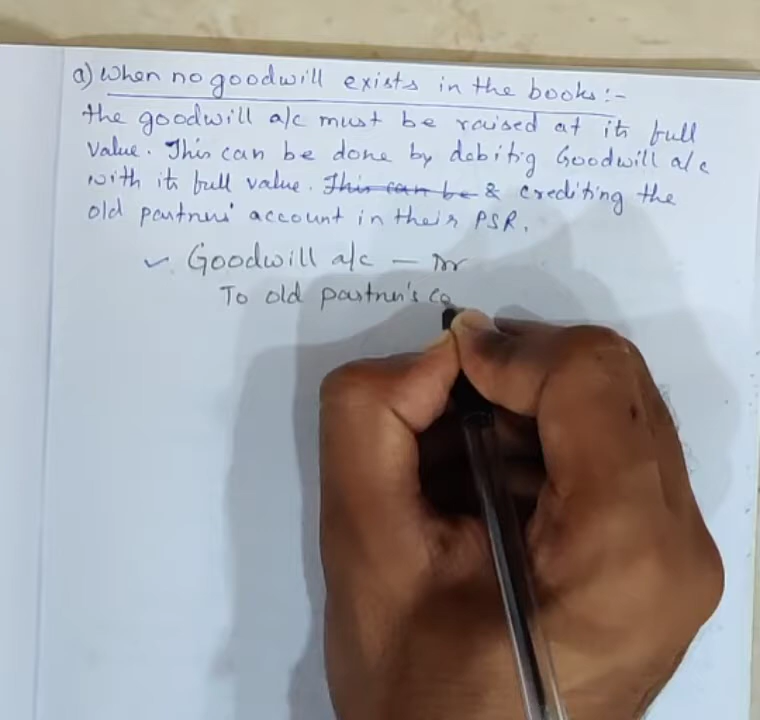 a) When no goodwill exists in the books:-
the goodwill a/c must be raised at its full
value. This can be done by debitig Goodwill a/c
with its full value. This can be & crediting the
old partners' account in their PSR.
Goodwill a/c — Dr
To old partner's Ca